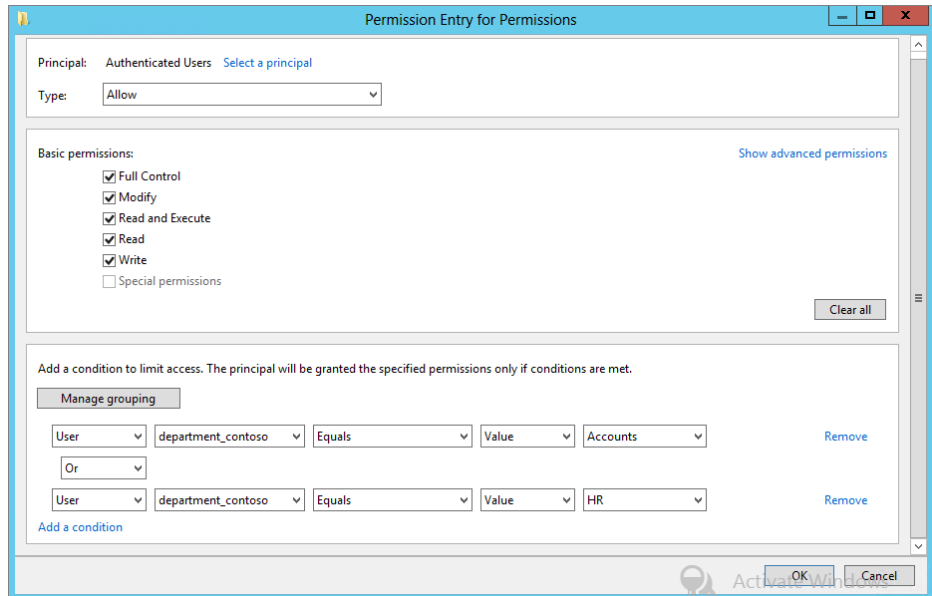 Permission Entry for Permissions
Principal: Authenticated Users Select a principal
Type: Allow
Basic permissions: Show advanced permissions
Full Control
Modify
Read and Execute
Read
Write
Special permissions
Clear all
Add a condition to limit access. The principal will be granted the specified permissions only if conditions are met.
Manage grouping
User department_contoso Equals Value Accounts Remove
Or
User department_contoso Equals Value HR Remove
Add a condition
Activate Windows
OK Cancel